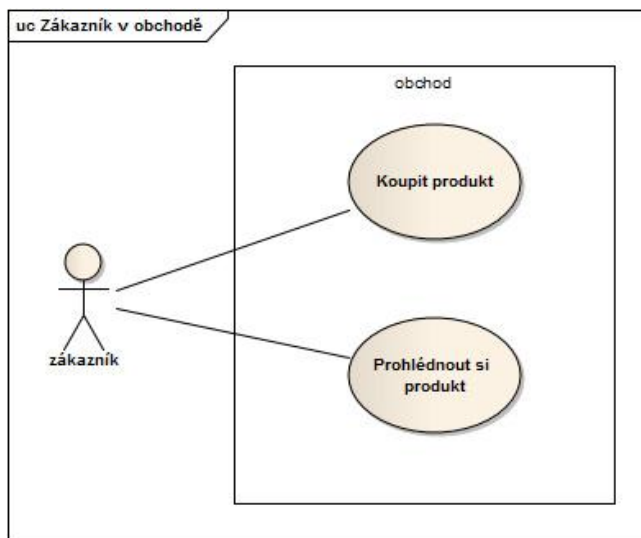 uc Zákazník v obchodě
obchod
Koupit produkt
zákazník
Prohlédnout si
produkt